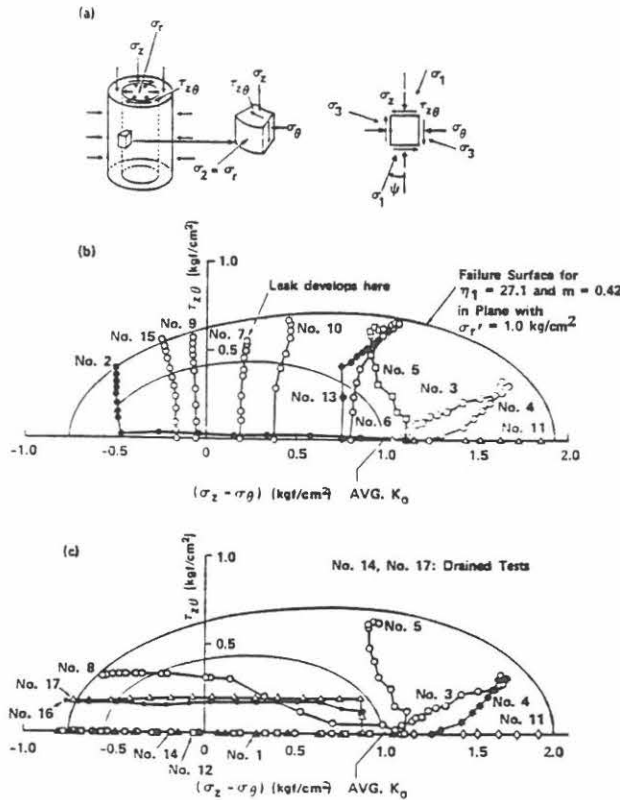 (a)
σr
σz
τzθ
σz
τzθ
σθ
σ2 = σr
σ1
σz
σ3
τzθ
σθ
σ3
σ1
ψ
(b)
τzθ (kgf/cm²)
1.0
0.5
Leak develops here
Failure Surface for
η1 = 27.1 and m = 0.42
in Plane with
σr' = 1.0 kg/cm²
No. 2
No. 15
No. 9
No. 7
No. 10
No. 13
No. 6
No. 5
No. 3
No. 4
No. 11
-1.0 -0.5 0 0.5 1.0 1.5 2.0
(σz - σθ) (kgf/cm²) AVG. Ko
(c)
τzθ (kgf/cm²)
1.0
0.5
No. 14, No. 17: Drained Tests
No. 8
No. 17
No. 16
No. 5
No. 3
No. 4
No. 11
No. 14
No. 12
No. 1
-1.0 -0.5 0 0.5 1.0 1.5 2.0
(σz - σθ) (kgf/cm²) AVG. Ko